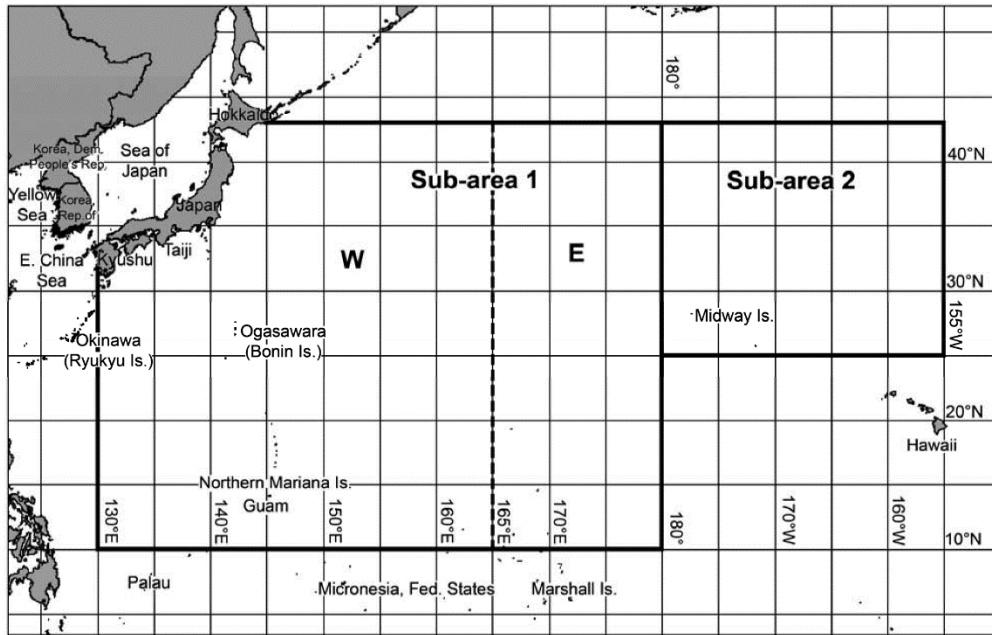 180°
Hokkaido
Korea, Dem.
People's Rep.
Sea of
Japan
40°N
Sub-area 1
Sub-area 2
Yellow
Sea
Korea
Rep.of
Japan
Taiji
E. China
Sea
Kyushu
W
E
30°N
Midway Is.
155°W
Okinawa
(Ryukyu Is.)
Ogasawara
(Bonin Is.)
20°N
Hawaii
Northern Mariana Is.
Guam
130°E
140°E
150°E
160°E
165°E
170°E
180°
170°W
160°W
10°N
Palau
Micronesia, Fed. States
Marshall Is.